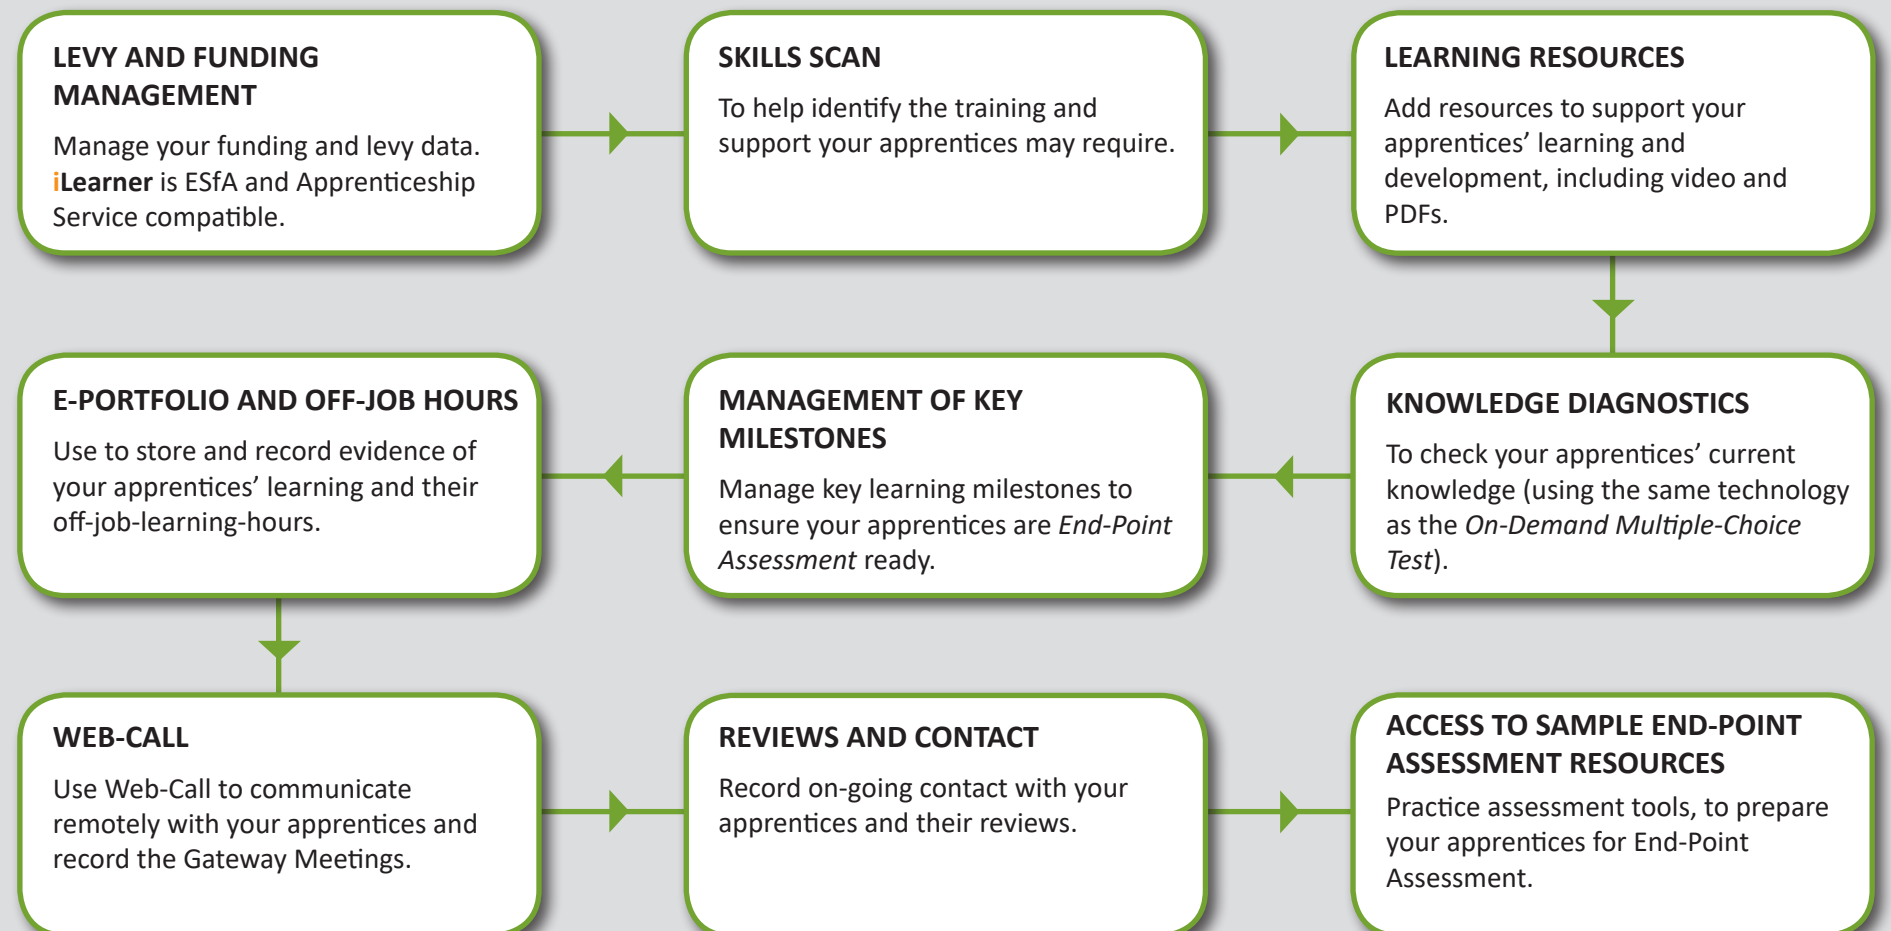 LEVY AND FUNDING
MANAGEMENT
Manage your funding and levy data.
iLearner is ESfA and Apprenticeship
Service compatible.
SKILLS SCAN
To help identify the training and
support your apprentices may require.
LEARNING RESOURCES
Add resources to support your
apprentices’ learning and
development, including video and
PDFs.
KNOWLEDGE DIAGNOSTICS
To check your apprentices’ current
knowledge (using the same technology
as the On-Demand Multiple-Choice
Test).
MANAGEMENT OF KEY
MILESTONES
Manage key learning milestones to
ensure your apprentices are End-Point
Assessment ready.
E-PORTFOLIO AND OFF-JOB HOURS
Use to store and record evidence of
your apprentices’ learning and their
off-job-learning-hours.
WEB-CALL
Use Web-Call to communicate
remotely with your apprentices and
record the Gateway Meetings.
REVIEWS AND CONTACT
Record on-going contact with your
apprentices and their reviews.
ACCESS TO SAMPLE END-POINT
ASSESSMENT RESOURCES
Practice assessment tools, to prepare
your apprentices for End-Point
Assessment.